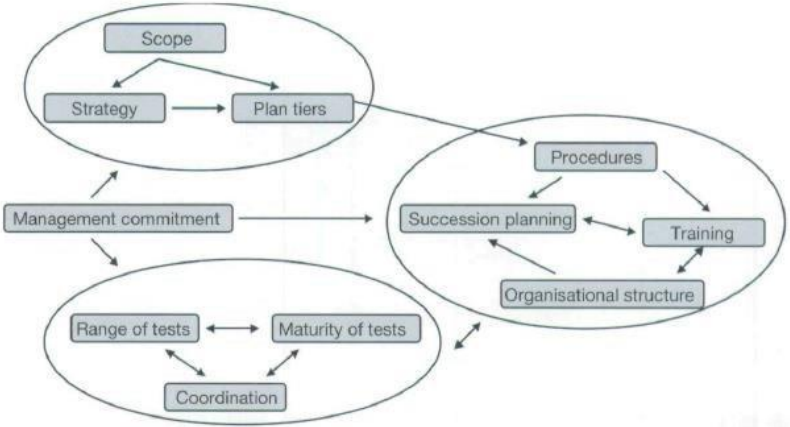 Scope
Strategy
Plan tiers
Procedures
Management commitment
Succession planning
Training
Organisational structure
Range of tests
Maturity of tests
Coordination